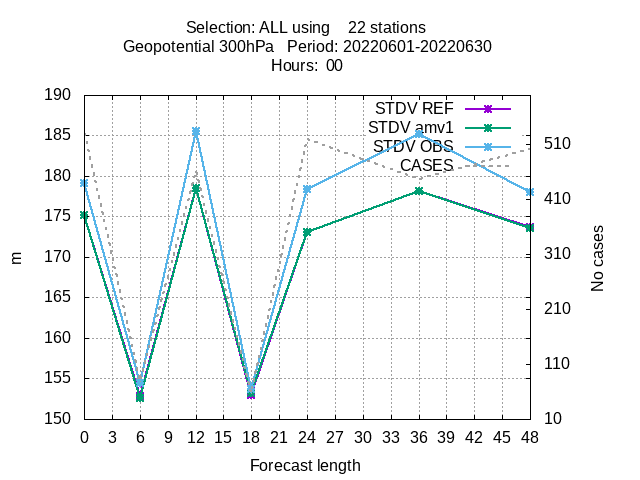 Selection: ALL using    22 stations
Geopotential 300hPa   Period: 20220601-20220630
Hours:  00
190
185
180
175
170
165
160
155
150
m
STDV REF
STDV amv1
STDV OBS
CASES
510
410
310
210
110
10
No cases
0 3 6 9 12 15 18 21 24 27 30 33 36 39 42 45 48
Forecast length